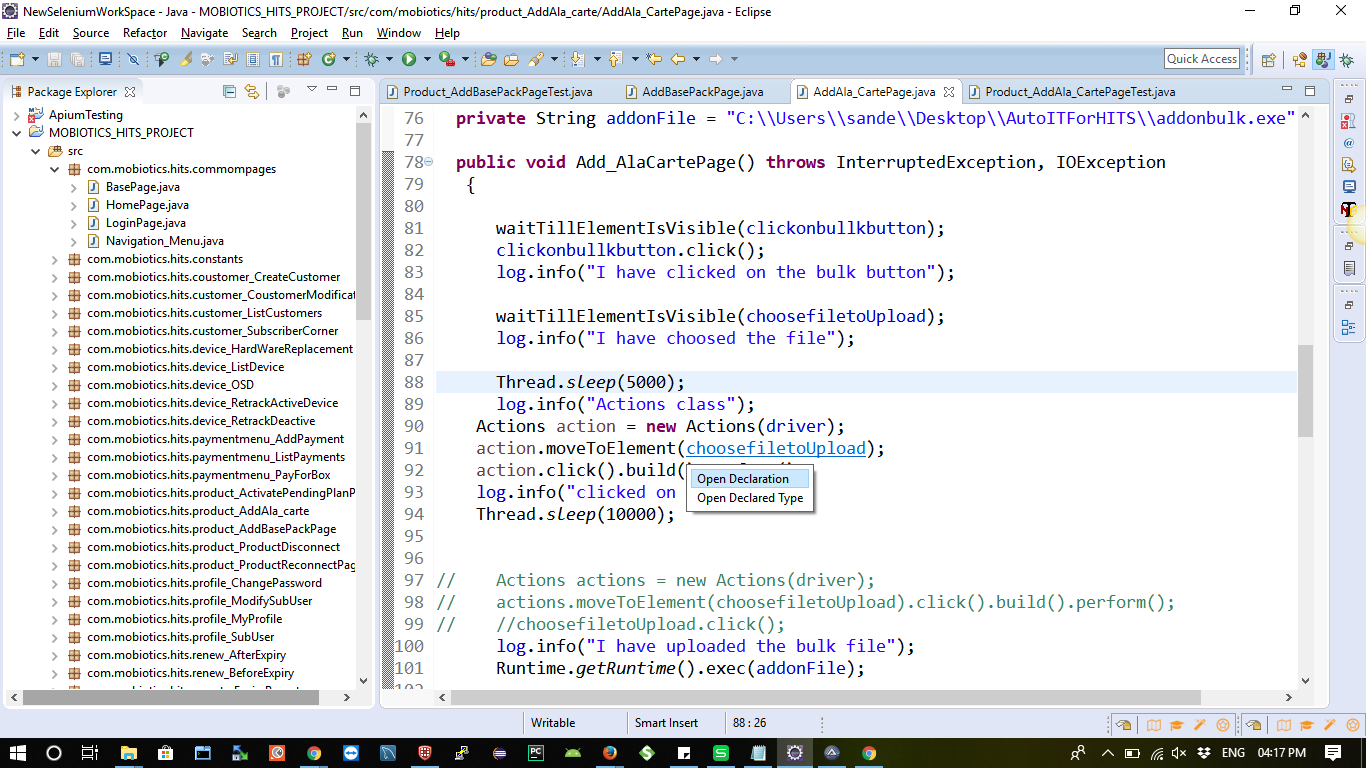 NewSeleniumWorkSpace - Java - MOBIOTICS_HITS_PROJECT/src/com/mobiotics/hits/product_AddAla_carte/AddAla_CartePage.java - Eclipse
File Edit Source Refactor Navigate Search Project Run Window Help
Quick Access
Package Explorer
ApiumTesting
MOBIOTICS_HITS_PROJECT
src
com.mobiotics.hits.commompages
BasePage.java
HomePage.java
LoginPage.java
Navigation_Menu.java
com.mobiotics.hits.constants
com.mobiotics.hits.coustomer_CreateCustomer
com.mobiotics.hits.customer_CoustomerModificat
com.mobiotics.hits.customer_ListCustomers
com.mobiotics.hits.customer_SubscriberCorner
com.mobiotics.hits.device_HardWareReplacement
com.mobiotics.hits.device_ListDevice
com.mobiotics.hits.device_OSD
com.mobiotics.hits.device_RetrackActiveDevice
com.mobiotics.hits.device_RetrackDeactive
com.mobiotics.hits.paymentmenu_AddPayment
com.mobiotics.hits.paymentmenu_ListPayments
com.mobiotics.hits.paymentmenu_PayForBox
com.mobiotics.hits.product_ActivatePendingPlanP
com.mobiotics.hits.product_AddAla_carte
com.mobiotics.hits.product_AddBasePackPage
com.mobiotics.hits.product_ProductDisconnect
com.mobiotics.hits.product_ProductReconnectPag
com.mobiotics.hits.profile_ChangePassword
com.mobiotics.hits.profile_ModifySubUser
com.mobiotics.hits.profile_MyProfile
com.mobiotics.hits.profile_SubUser
com.mobiotics.hits.renew_AfterExpiry
com.mobiotics.hits.renew_BeforeExpiry
Product_AddBasePackPageTest.java AddBasePackPage.java AddAla_CartePage.java Product_AddAla_CartePageTest.java
76 private String addonFile = "C:\\Users\\sande\\Desktop\\AutoITForHITS\\addonbulk.exe"
77
78 public void Add_AlaCartePage() throws InterruptedException, IOException
79 {
80
81 waitTillElementIsVisible(clickonbullkbutton);
82 clickonbullkbutton.click();
83 log.info("I have clicked on the bulk button");
84
85 waitTillElementIsVisible(choosefiletoUpload);
86 log.info("I have choosed the file");
87
88 Thread.sleep(5000);
89 log.info("Actions class");
90 Actions action = new Actions(driver);
91 action.moveToElement(choosefiletoUpload);
92 action.click().build(
93 log.info("clicked on
94 Thread.sleep(10000);
95
96
97 // Actions actions = new Actions(driver);
98 // actions.moveToElement(choosefiletoUpload).click().build().perform();
99 // //choosefiletoUpload.click();
100 log.info("I have uploaded the bulk file");
101 Runtime.getRuntime().exec(addonFile);
Open Declaration
Open Declared Type
Writable Smart Insert 88 : 26
ENG 04:17 PM